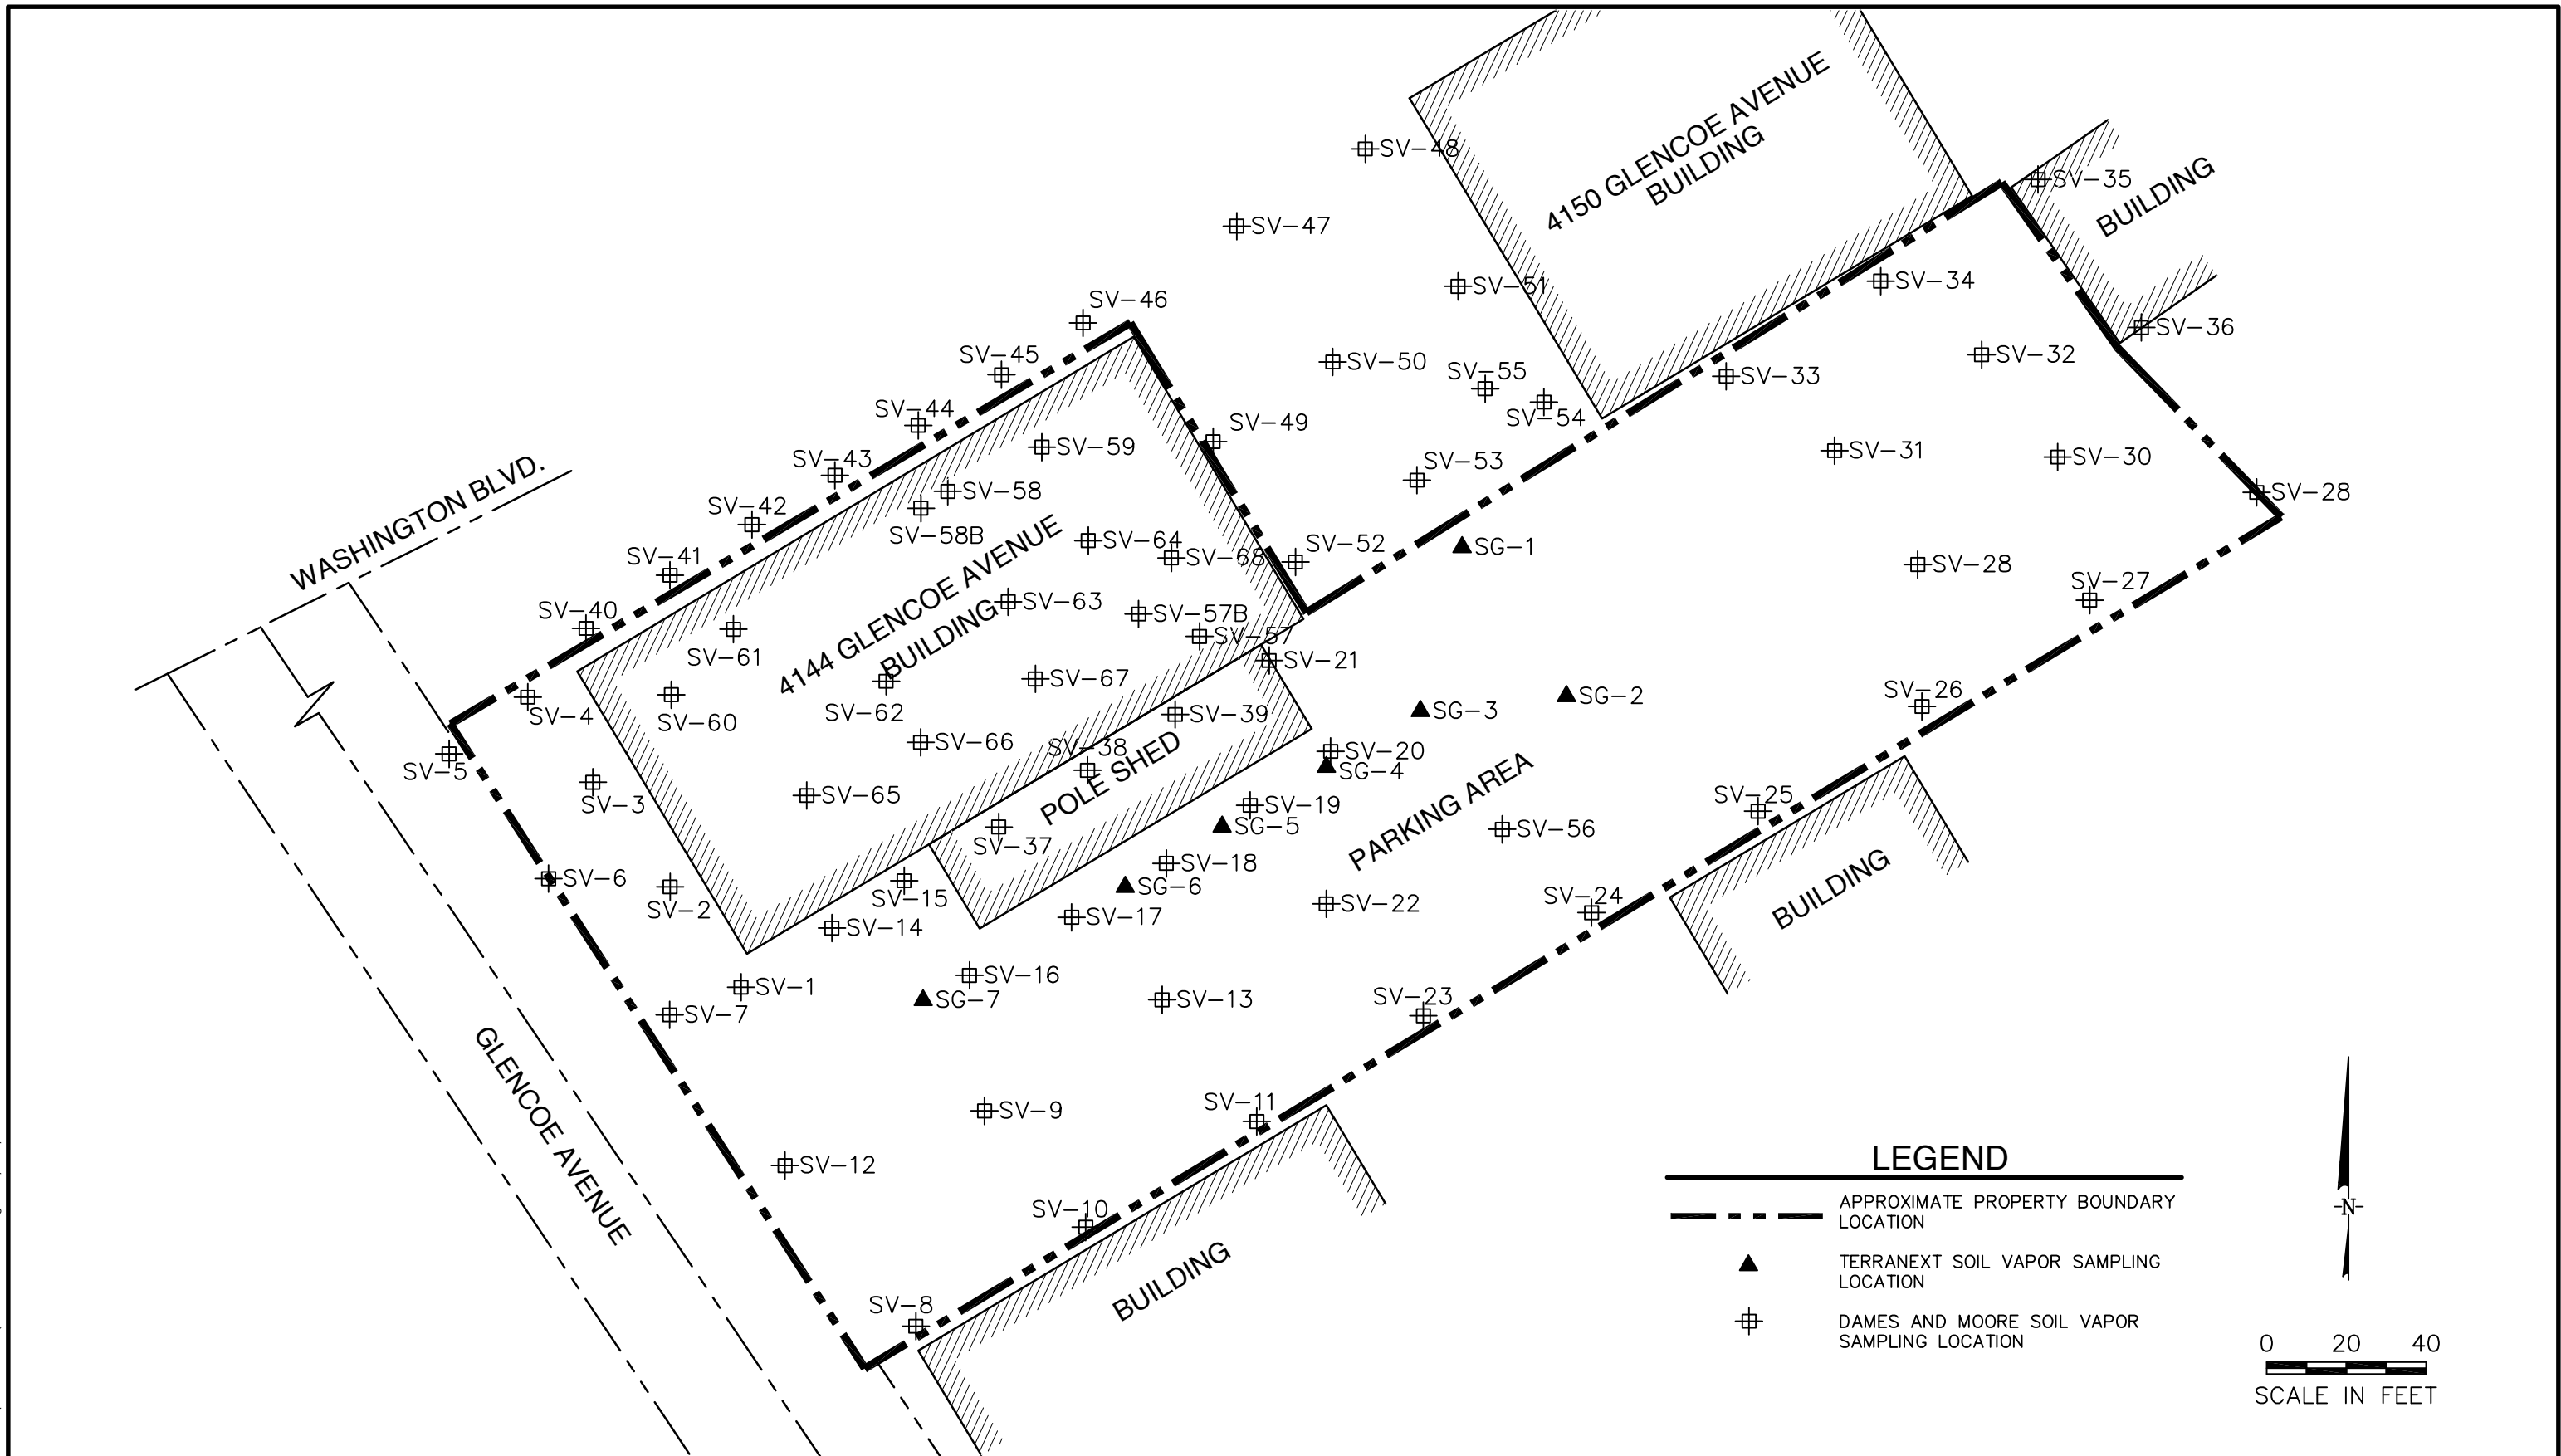 4150 GLENCOE AVENUE
BUILDING
SV-48
SV-35
BUILDING
SV-47
SV-51
SV-34
SV-46
SV-36
SV-45
SV-50
SV-55
SV-32
SV-33
SV-54
SV-44
SV-49
SV-59
SV-31
SV-30
SV-43
SV-53
WASHINGTON BLVD.
SV-58
SV-28
SV-42
SV-58B
SV-64
SV-52
SG-1
SV-41
SV-68
SV-28
SV-27
SV-40
SV-63
SV-57B
4144 GLENCOE AVENUE
BUILDING
SV-61
SV-57
SV-21
SV-67
SV-26
SG-2
SV-4
SV-60
SV-62
SV-39
SG-3
SV-66
SV-38
SV-20
SV-5
SG-4
POLE SHED
PARKING AREA
SV-3
SV-65
SV-19
SV-25
SG-5
SV-56
SV-37
SV-18
SV-6
SG-6
BUILDING
SV-15
SV-2
SV-22
SV-24
SV-17
SV-14
SV-16
SV-1
SG-7
SV-13
SV-23
SV-7
GLENCOE AVENUE
SV-9
SV-11
SV-12
SV-10
BUILDING
SV-8
LEGEND
APPROXIMATE PROPERTY BOUNDARY
LOCATION
TERRANEXT SOIL VAPOR SAMPLING
LOCATION
DAMES AND MOORE SOIL VAPOR
SAMPLING LOCATION
N
0 20 40
SCALE IN FEET